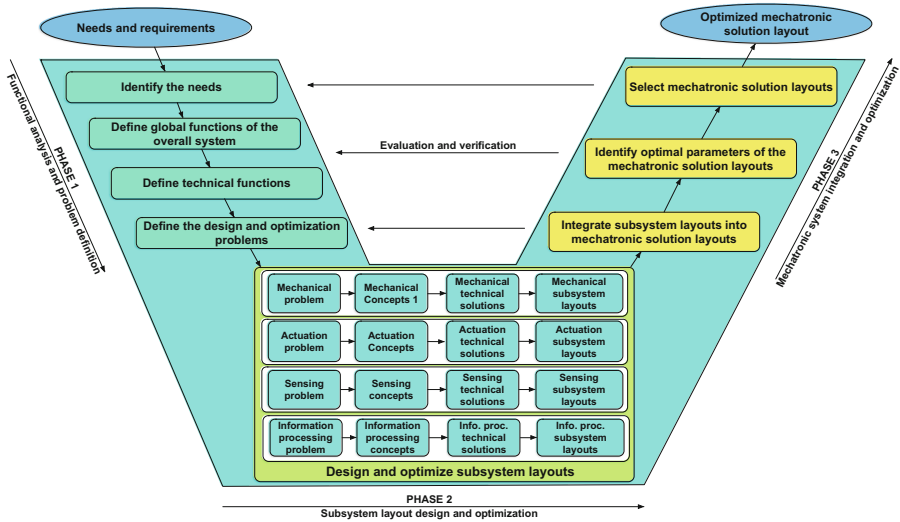 Needs and requirements
Optimized mechatronic
solution layout
PHASE 1
Functional analysis and problem definition
Identify the needs
Define global functions of the
overall system
Define technical functions
Define the design and optimization
problems
Evaluation and verification
Select mechatronic solution layouts
Identify optimal parameters of the
mechatronic solution layouts
Integrate subsystem layouts into
mechatronic solution layouts
PHASE 3
Mechatronic system integration and optimization
Mechanical
problem
Mechanical
Concepts 1
Mechanical
technical
solutions
Mechanical
subsystem
layouts
Actuation
problem
Actuation
Concepts
Actuation
technical
solutions
Actuation
subsystem
layouts
Sensing
problem
Sensing
concepts
Sensing
technical
solutions
Sensing
subsystem
layouts
Information
processing
problem
Information
processing
concepts
Info. proc.
technical
solutions
Info. proc.
subsystem
layouts
Design and optimize subsystem layouts
PHASE 2
Subsystem layout design and optimization